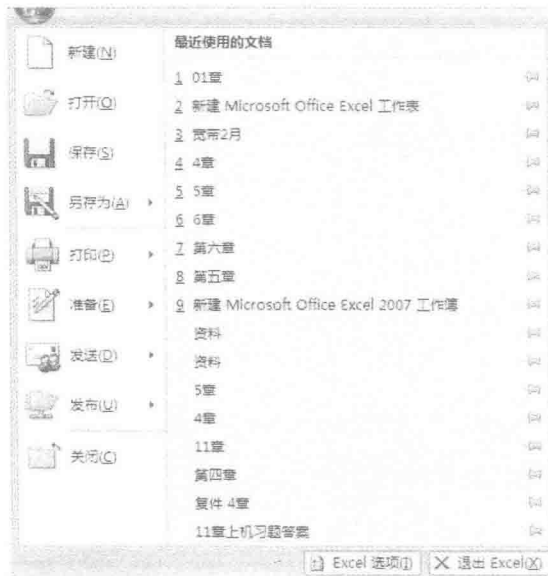 新建(N)
打开(O)
保存(S)
另存为(A)
打印(P)
准备(E)
发送(D)
发布(U)
关闭(C)
最近使用的文档
1 01章
2 新建 Microsoft Office Excel 工作表
3 宽带2月
4 4章
5 5章
6 6章
7 第六章
8 第五章
9 新建 Microsoft Office Excel 2007 工作簿
资料
资料
5章
4章
11章
第四章
复件 4章
11章上机习题答案
Excel 选项(I)
退出 Excel(X)